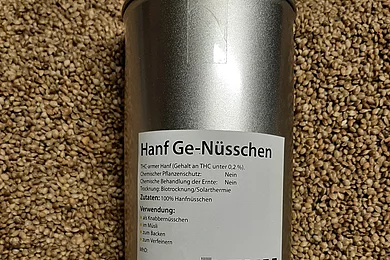 Hanf Ge-Nüsschen
THC-armer Hanf (Gehalt an THC unter 0,2 %).
Chemischer Pflanzenschutz: Nein
Chemische Behandlung der Ernte: Nein
Trocknung: Biotrocknung/Solarthermie
Zutaten: 100% Hanfnüsschen
Verwendung:
• als Knabbernüsschen
• im Müsli
• zum Backen
• zum Verfeinern